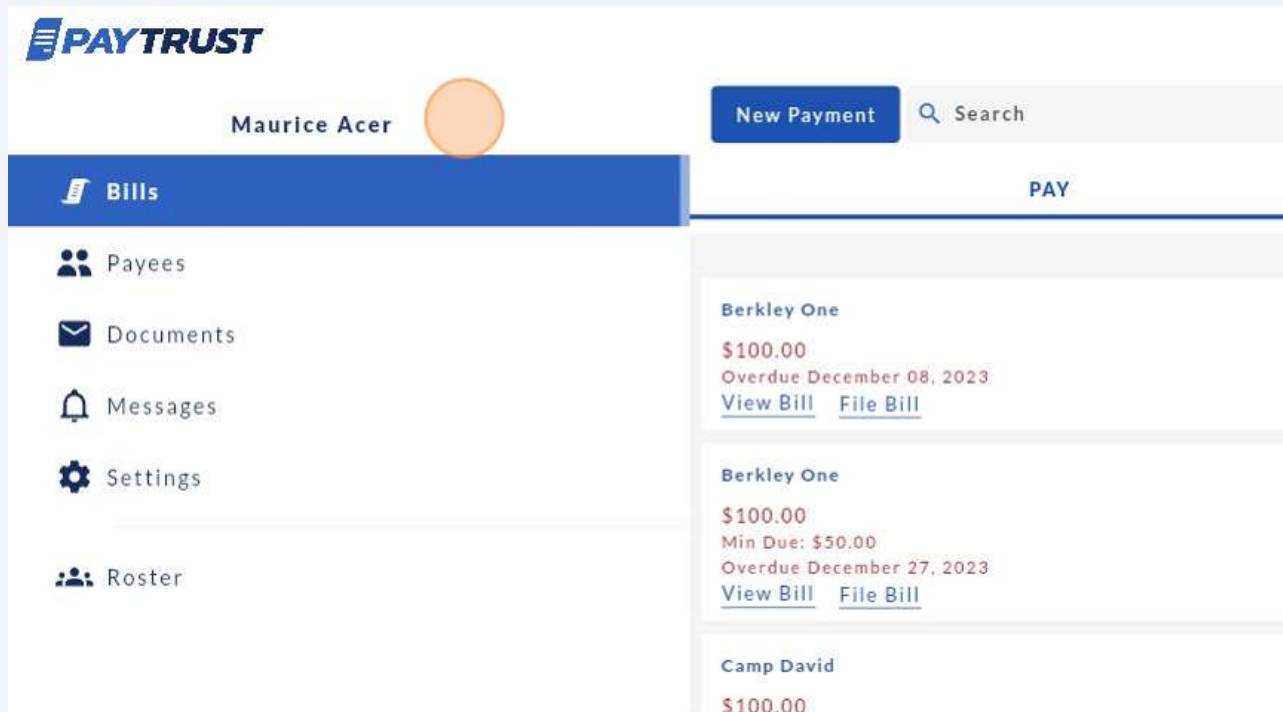 PAYTRUST
Maurice Acer
Bills
Payees
Documents
Messages
Settings
Roster
New Payment
Search
PAY
Berkley One
$100.00
Overdue December 08, 2023
View Bill File Bill
Berkley One
$100.00
Min Due: $50.00
Overdue December 27, 2023
View Bill File Bill
Camp David
$100.00